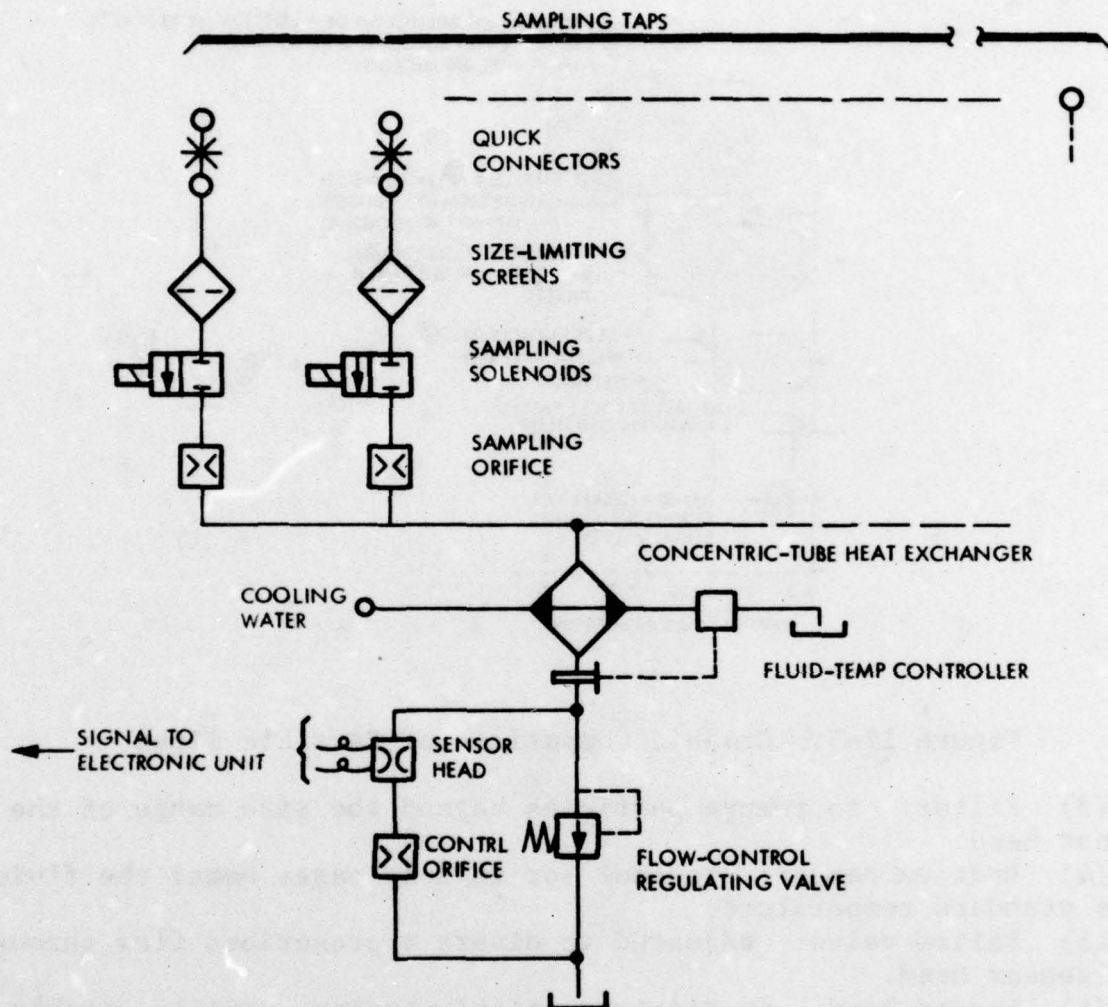 SAMPLING TAPS
QUICK
CONNECTORS
SIZE-LIMITING
SCREENS
SAMPLING
SOLENOIDS
SAMPLING
ORIFICE
CONCENTRIC-TUBE HEAT EXCHANGER
COOLING
WATER
FLUID-TEMP CONTROLLER
SIGNAL TO
ELECTRONIC UNIT
SENSOR
HEAD
CONTRL
ORIFICE
FLOW-CONTROL
REGULATING VALVE